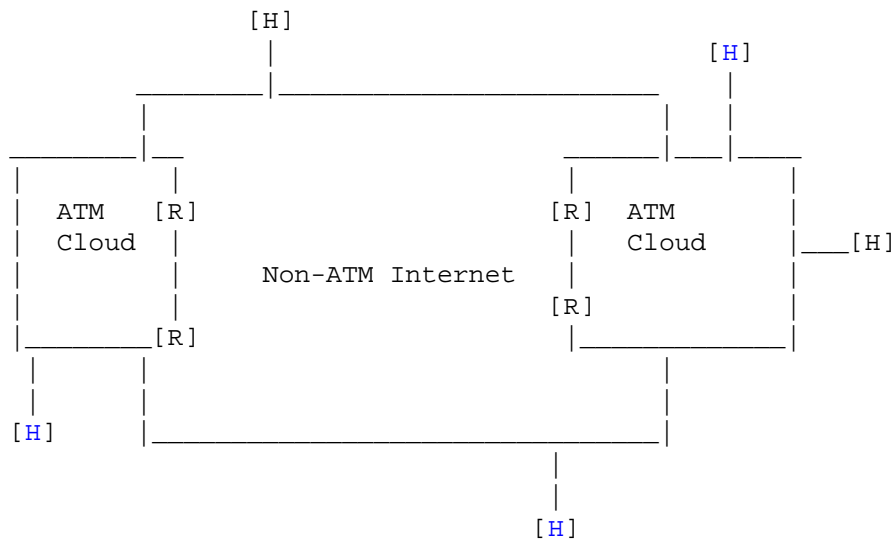 [H]
[H]
ATM [R] [R] ATM
Cloud Cloud [H]
Non-ATM Internet
[R]
[R]
[H]
[H]